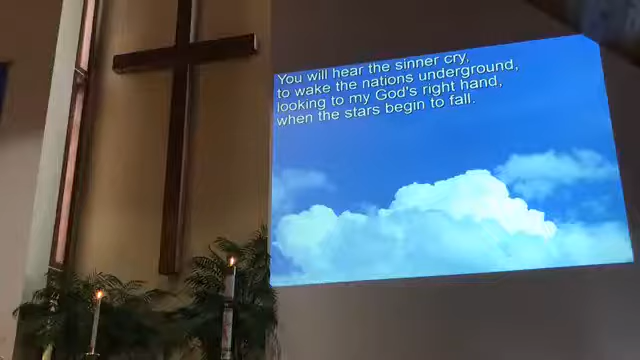 You will hear the sinner cry,
to wake the nations underground,
looking to my God's right hand,
when the stars begin to fall.